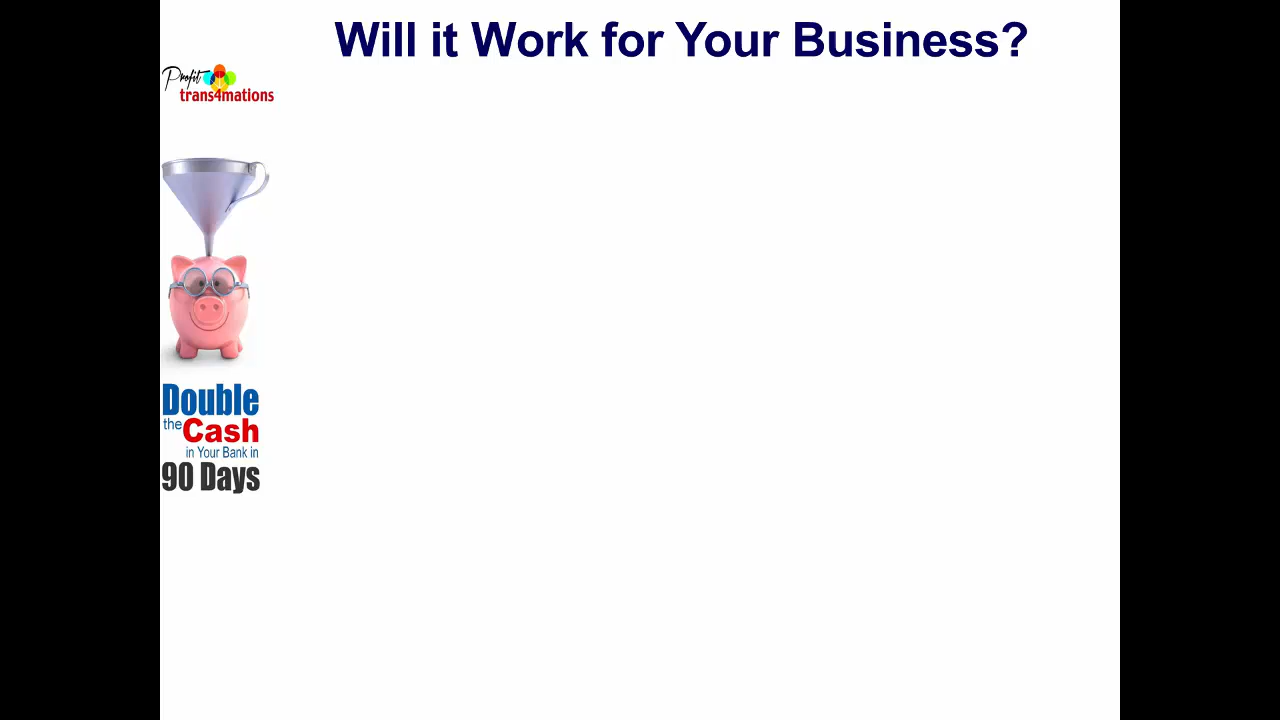 Will it Work for Your Business?
Profit
trans4mations
Double
the Cash
in Your Bank in
90 Days